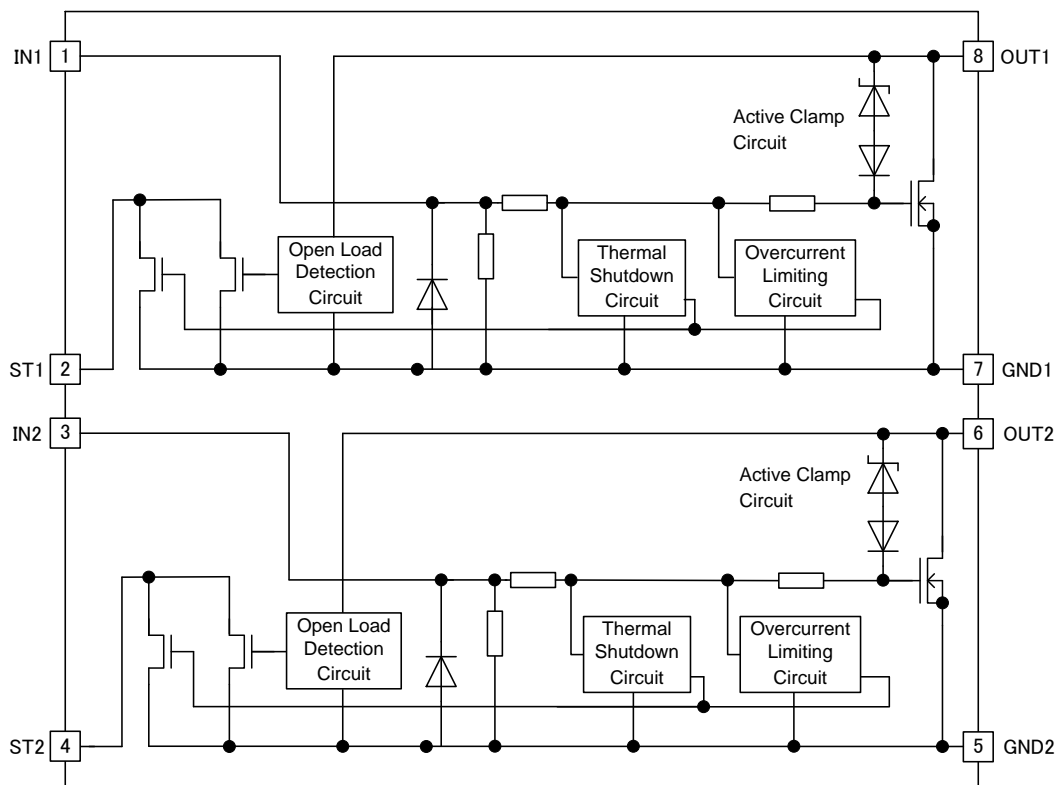 IN1 1
8 OUT1
Active Clamp
Circuit
Open Load
Detection
Circuit
Thermal
Shutdown
Circuit
Overcurrent
Limiting
Circuit
ST1 2
7 GND1
IN2 3
6 OUT2
Active Clamp
Circuit
Open Load
Detection
Circuit
Thermal
Shutdown
Circuit
Overcurrent
Limiting
Circuit
ST2 4
5 GND2